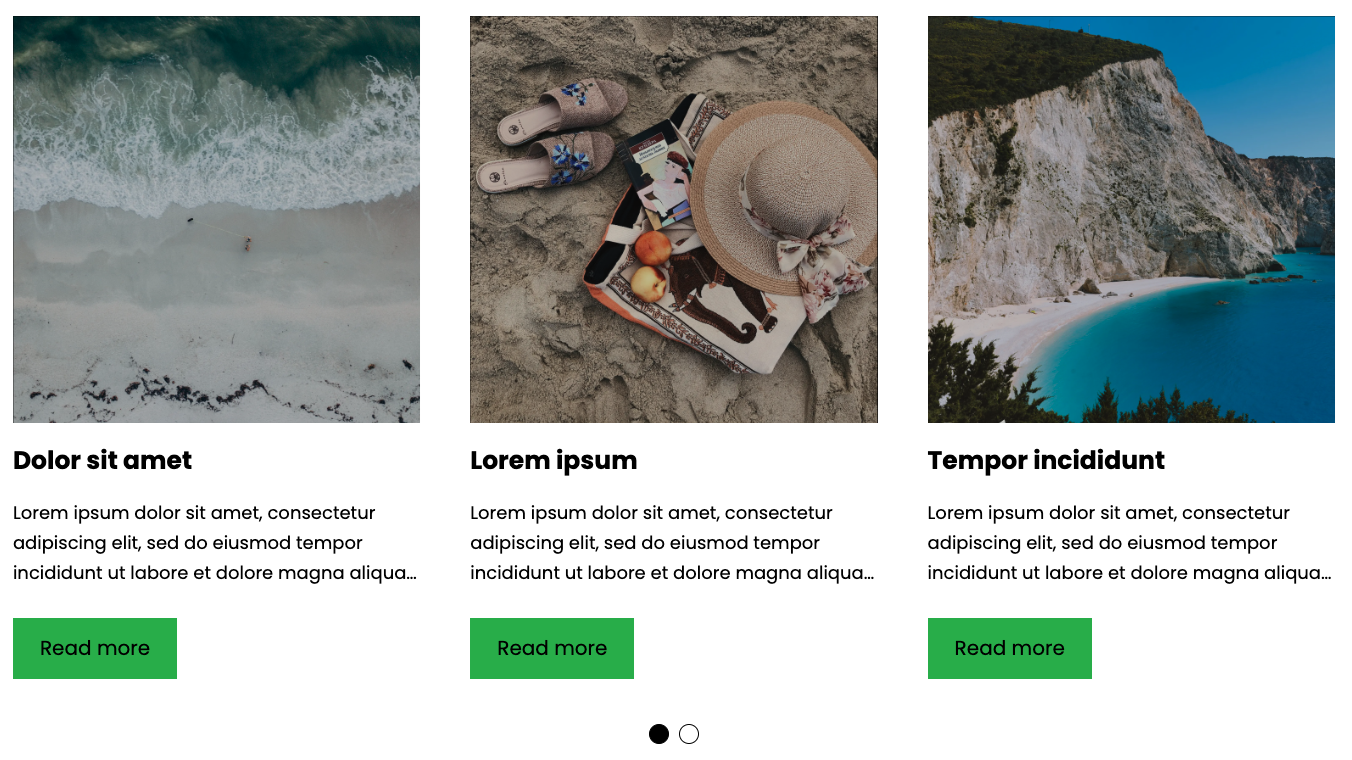 Dolor sit amet
Lorem ipsum dolor sit amet, consectetur
adipiscing elit, sed do eiusmod tempor
incididunt ut labore et dolore magna aliqua...
Read more
Lorem ipsum
Lorem ipsum dolor sit amet, consectetur
adipiscing elit, sed do eiusmod tempor
incididunt ut labore et dolore magna aliqua...
Read more
Tempor incididunt
Lorem ipsum dolor sit amet, consectetur
adipiscing elit, sed do eiusmod tempor
incididunt ut labore et dolore magna aliqua...
Read more